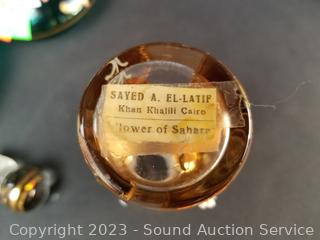 SAYED A. EL-LATIF
Khan Khalili Cairo
Flower of Sahara
Copyright © 2023 - Sound Auction Service